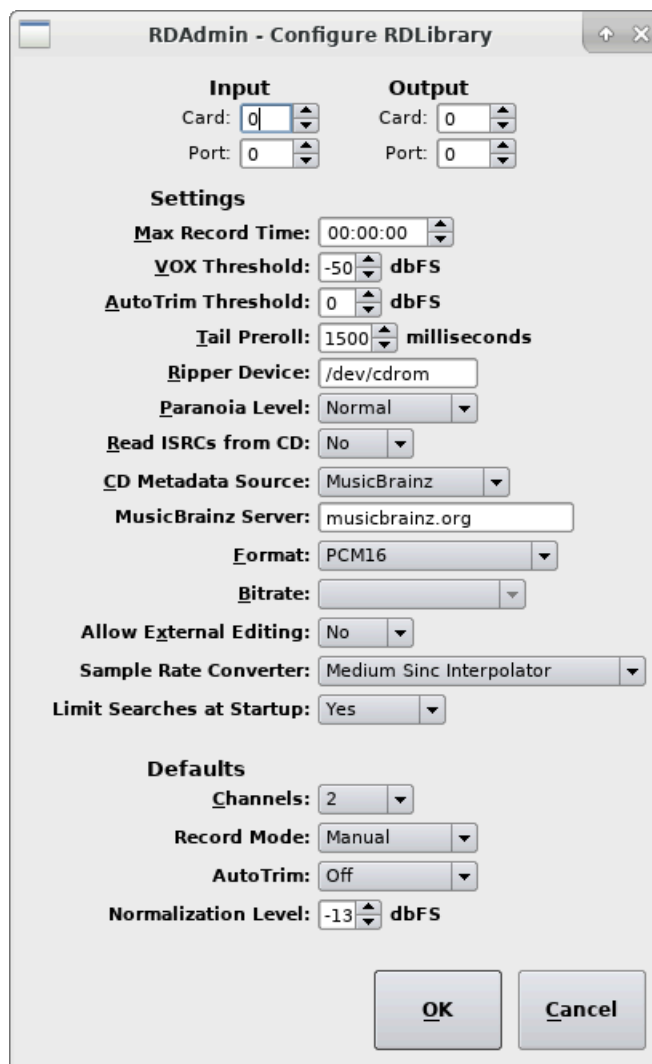 RDAdmin - Configure RDLibrary
Input Output
Card: 0 Card: 0
Port: 0 Port: 0
Settings
Max Record Time: 00:00:00
VOX Threshold: -50 dbFS
AutoTrim Threshold: 0 dbFS
Tail Preroll: 1500 milliseconds
Ripper Device: /dev/cdrom
Paranoia Level: Normal
Read ISRCs from CD: No
CD Metadata Source: MusicBrainz
MusicBrainz Server: musicbrainz.org
Format: PCM16
Bitrate:
Allow External Editing: No
Sample Rate Converter: Medium Sinc Interpolator
Limit Searches at Startup: Yes
Defaults
Channels: 2
Record Mode: Manual
AutoTrim: Off
Normalization Level: -13 dbFS
OK Cancel